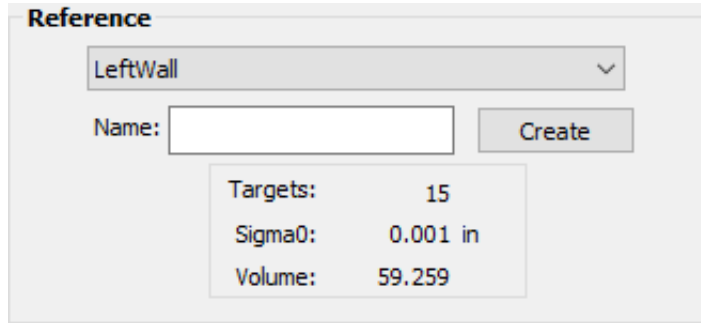 Reference
LeftWall
Name: Create
Targets: 15
Sigma0: 0.001 in
Volume: 59.259